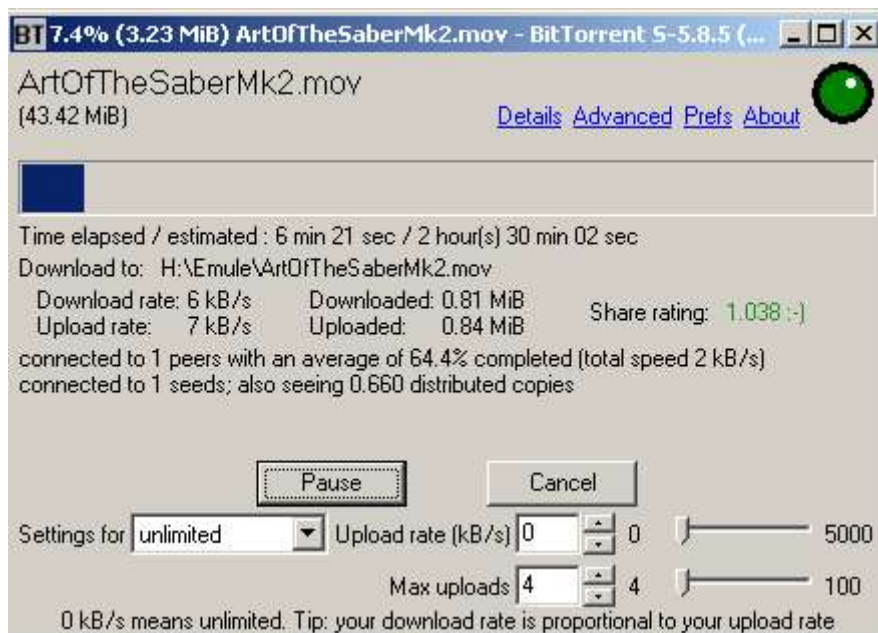 BT 7.4% (3.23 MiB) ArtOfTheSaberMk2.mov - BitTorrent S-5.8.5 (...
ArtOfTheSaberMk2.mov
(43.42 MiB)
Details Advanced Prefs About
Time elapsed / estimated : 6 min 21 sec / 2 hour(s) 30 min 02 sec
Download to: H:\Emule\ArtOfTheSaberMk2.mov
Download rate: 6 kB/s Downloaded: 0.81 MiB
Upload rate: 7 kB/s Uploaded: 0.84 MiB
Share rating: 1.038 :-)
connected to 1 peers with an average of 64.4% completed (total speed 2 kB/s)
connected to 1 seeds; also seeing 0.660 distributed copies
Pause Cancel
Settings for unlimited Upload rate (kB/s) 0 0 5000
Max uploads 4 4 100
0 kB/s means unlimited. Tip: your download rate is proportional to your upload rate